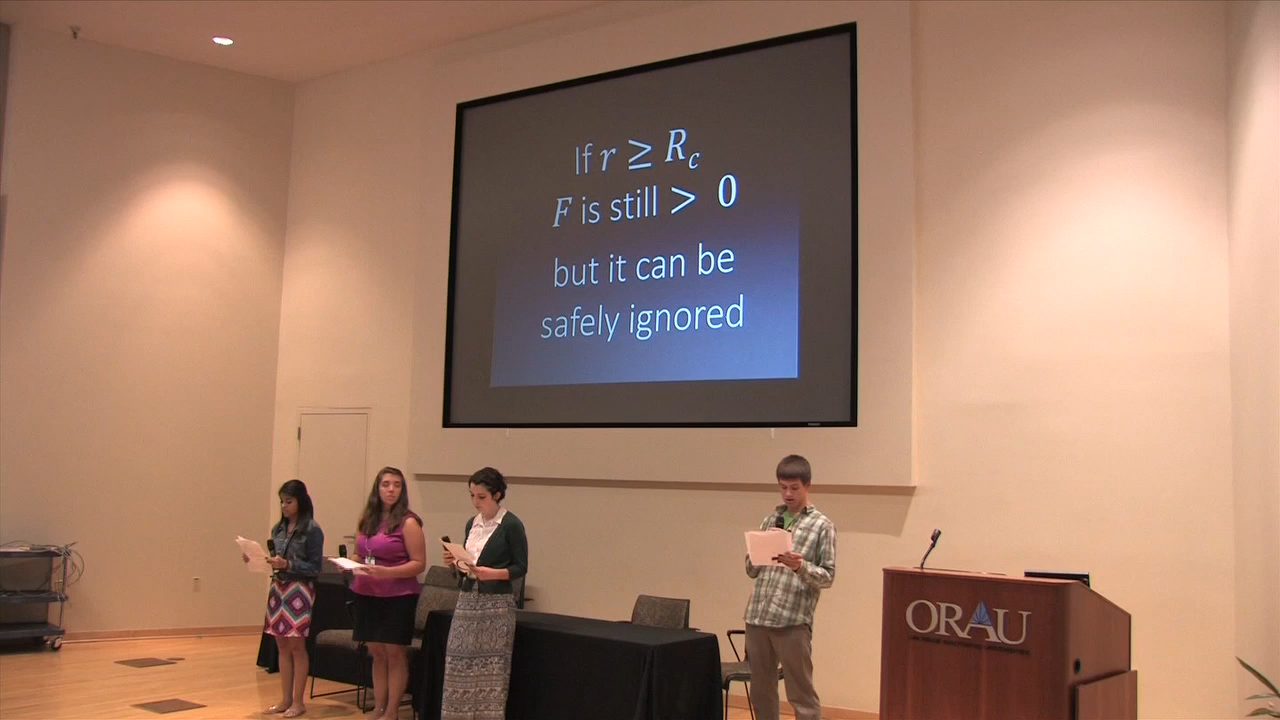 If r ≥ R_c
F is still > 0
but it can be
safely ignored
ORAU